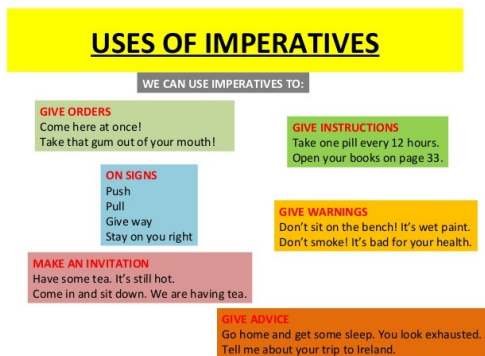 USES OF IMPERATIVES
WE CAN USE IMPERATIVES TO:
GIVE ORDERS
Come here at once!
Take that gum out of your mouth!
GIVE INSTRUCTIONS
Take one pill every 12 hours.
Open your books on page 33.
ON SIGNS
Push
Pull
Give way
Stay on you right
GIVE WARNINGS
Don't sit on the bench! It's wet paint.
Don't smoke! It's bad for your health.
MAKE AN INVITATION
Have some tea. It's still hot.
Come in and sit down. We are having tea.
GIVE ADVICE
Go home and get some sleep. You look exhausted.
Tell me about your trip to Ireland.